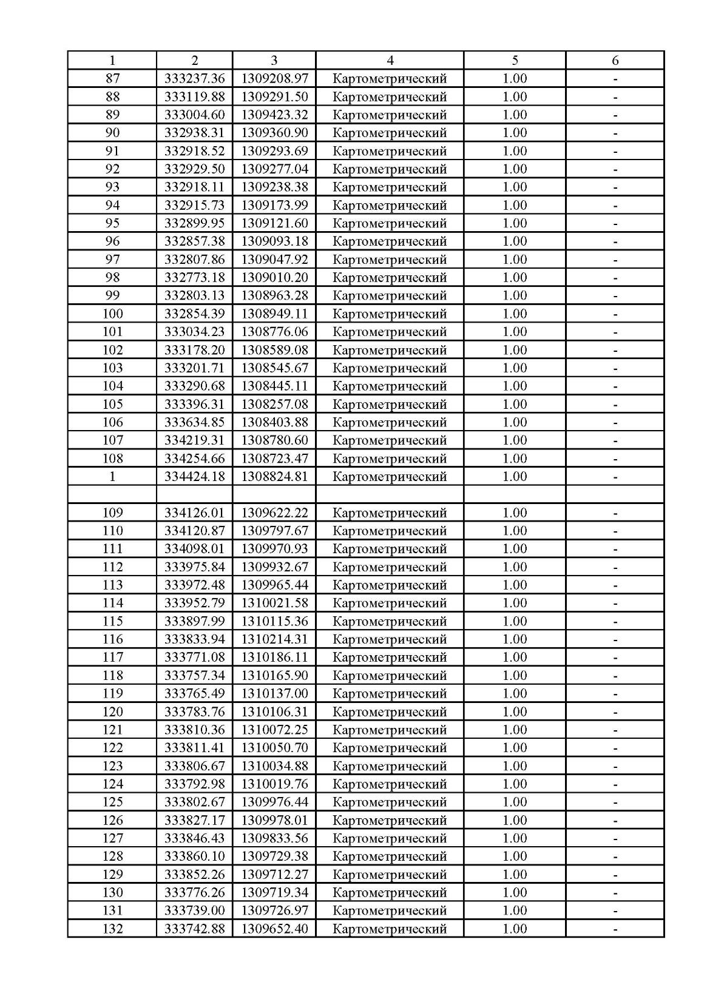 1 2 3 4 5 6
87 333237.36 1309208.97 Картометрический 1.00 -
88 333119.88 1309291.50 Картометрический 1.00 -
89 333004.60 1309423.32 Картометрический 1.00 -
90 332938.31 1309360.90 Картометрический 1.00 -
91 332918.52 1309293.69 Картометрический 1.00 -
92 332929.50 1309277.04 Картометрический 1.00 -
93 332918.11 1309238.38 Картометрический 1.00 -
94 332915.73 1309173.99 Картометрический 1.00 -
95 332899.95 1309121.60 Картометрический 1.00 -
96 332857.38 1309093.18 Картометрический 1.00 -
97 332807.86 1309047.92 Картометрический 1.00 -
98 332773.18 1309010.20 Картометрический 1.00 -
99 332803.13 1308963.28 Картометрический 1.00 -
100 332854.39 1308949.11 Картометрический 1.00 -
101 333034.23 1308776.06 Картометрический 1.00 -
102 333178.20 1308589.08 Картометрический 1.00 -
103 333201.71 1308545.67 Картометрический 1.00 -
104 333290.68 1308445.11 Картометрический 1.00 -
105 333396.31 1308257.08 Картометрический 1.00 -
106 333634.85 1308403.88 Картометрический 1.00 -
107 334219.31 1308780.60 Картометрический 1.00 -
108 334254.66 1308723.47 Картометрический 1.00 -
1 334424.18 1308824.81 Картометрический 1.00 -
109 334126.01 1309622.22 Картометрический 1.00 -
110 334120.87 1309797.67 Картометрический 1.00 -
111 334098.01 1309970.93 Картометрический 1.00 -
112 333975.84 1309932.67 Картометрический 1.00 -
113 333972.48 1309965.44 Картометрический 1.00 -
114 333952.79 1310021.58 Картометрический 1.00 -
115 333897.99 1310115.36 Картометрический 1.00 -
116 333833.94 1310214.31 Картометрический 1.00 -
117 333771.08 1310186.11 Картометрический 1.00 -
118 333757.34 1310165.90 Картометрический 1.00 -
119 333765.49 1310137.00 Картометрический 1.00 -
120 333783.76 1310106.31 Картометрический 1.00 -
121 333810.36 1310072.25 Картометрический 1.00 -
122 333811.41 1310050.70 Картометрический 1.00 -
123 333806.67 1310034.88 Картометрический 1.00 -
124 333792.98 1310019.76 Картометрический 1.00 -
125 333802.67 1309976.44 Картометрический 1.00 -
126 333827.17 1309978.01 Картометрический 1.00 -
127 333846.43 1309833.56 Картометрический 1.00 -
128 333860.10 1309729.38 Картометрический 1.00 -
129 333852.26 1309712.27 Картометрический 1.00 -
130 333776.26 1309719.34 Картометрический 1.00 -
131 333739.00 1309726.97 Картометрический 1.00 -
132 333742.88 1309652.40 Картометрический 1.00 -